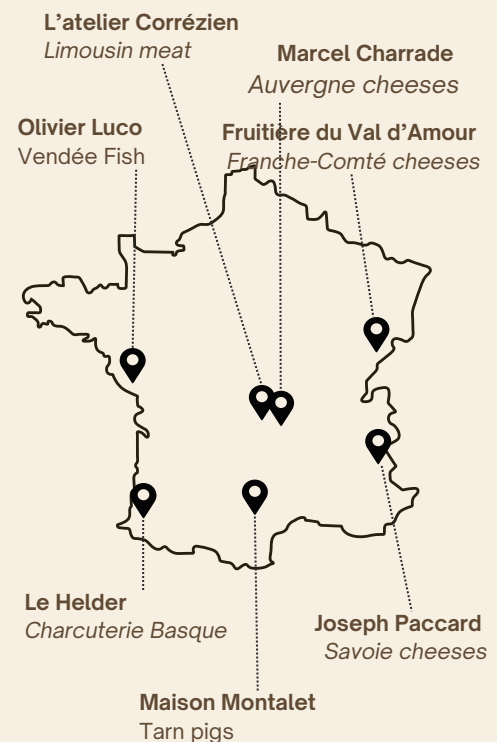 L’atelier Corrézien
Limousin meat
Marcel Charrade
Auvergne cheeses
Olivier Luco
Vendée Fish
Fruitière du Val d’Amour
Franche-Comté cheeses
Le Helder
Charcuterie Basque
Joseph Paccard
Savoie cheeses
Maison Montalet
Tarn pigs